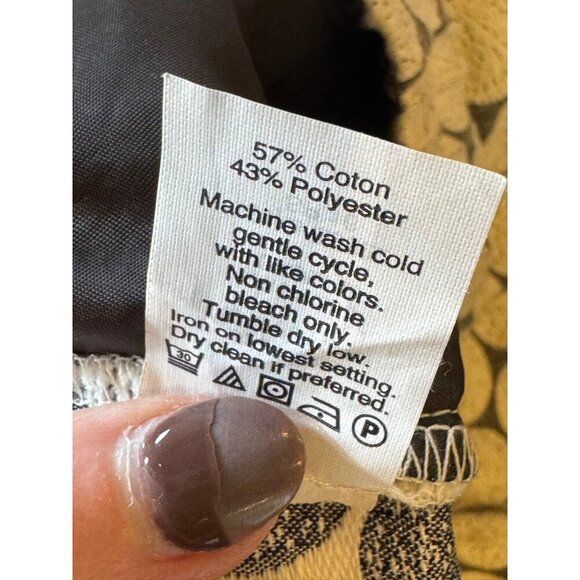 57% Coton
43% Polyester
Machine wash cold
gentle cycle,
with like colors.
Non chlorine
bleach only.
Tumble dry low.
Iron on lowest setting.
Dry clean if preferred.
30
P